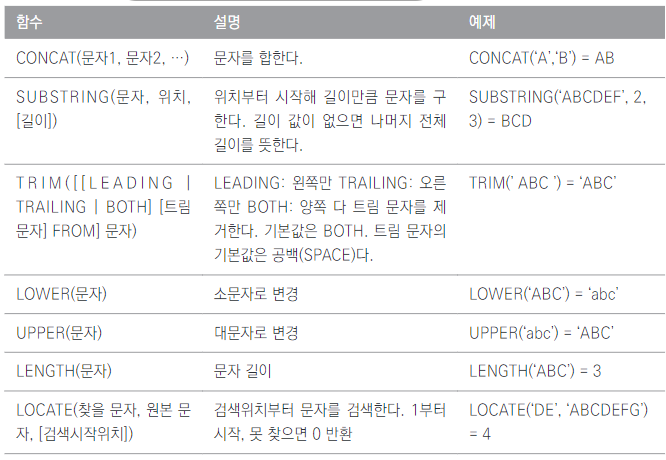 함수 설명 예제
CONCAT(문자1, 문자2, …) 문자를 합한다. CONCAT(‘A’,‘B’) = AB
SUBSTRING(문자, 위치, 위치부터 시작해 길이만큼 문자를 구 SUBSTRING(‘ABCDEF’, 2,
[길이]) 한다. 길이 값이 없으면 나머지 전체 3) = BCD
길이를 뜻한다.
TRIM([[LEADING | LEADING: 왼쪽만 TRAILING: 오른 TRIM(’ ABC ’) = ‘ABC’
TRAILING | BOTH] [트림 쪽만 BOTH: 양쪽 다 트림 문자를 제
문자] FROM] 문자) 거한다. 기본값은 BOTH. 트림 문자의
기본값은 공백(SPACE)다.
LOWER(문자) 소문자로 변경 LOWER(‘ABC’) = ‘abc’
UPPER(문자) 대문자로 변경 UPPER(‘abc’) = ‘ABC’
LENGTH(문자) 문자 길이 LENGTH(‘ABC’) = 3
LOCATE(찾을 문자, 원본 문 검색위치부터 문자를 검색한다. 1부터 LOCATE(‘DE’, ‘ABCDEFG’)
자, [검색시작위치]) 시작, 못 찾으면 0 반환 = 4